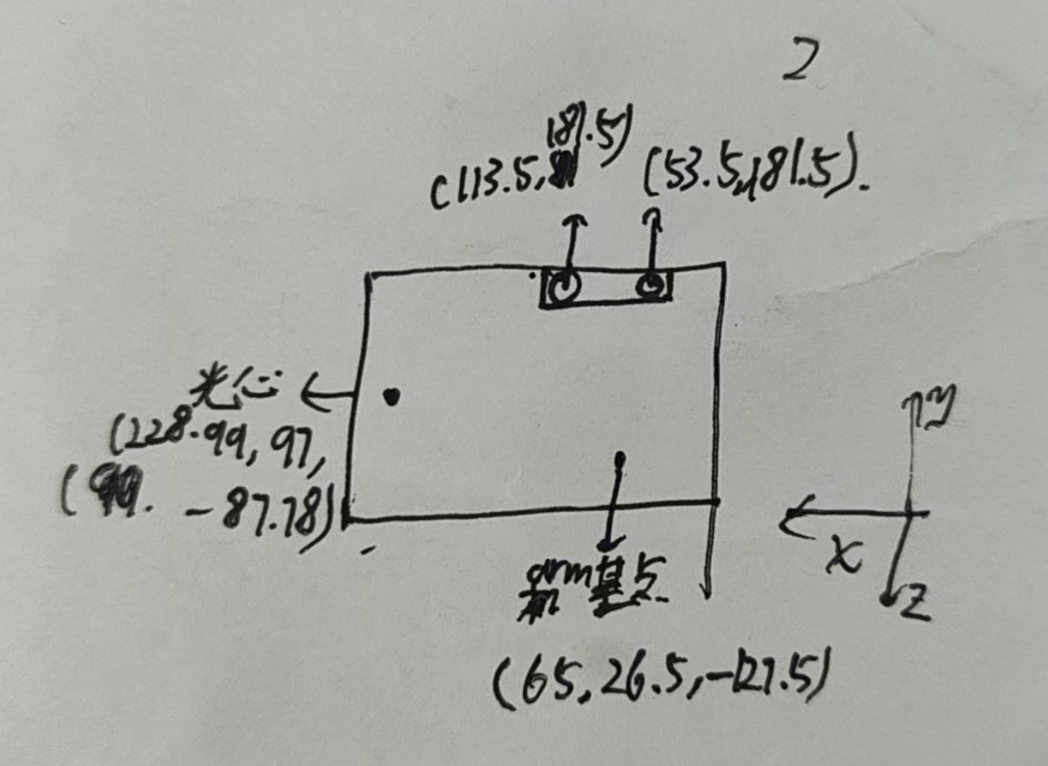 2
181.5)
(113.5,
(53.5,181.5).
光心
(228.99, 97,
( . -87.78)
y
X
Z
arm基点
(65, 26.5, -127.5)